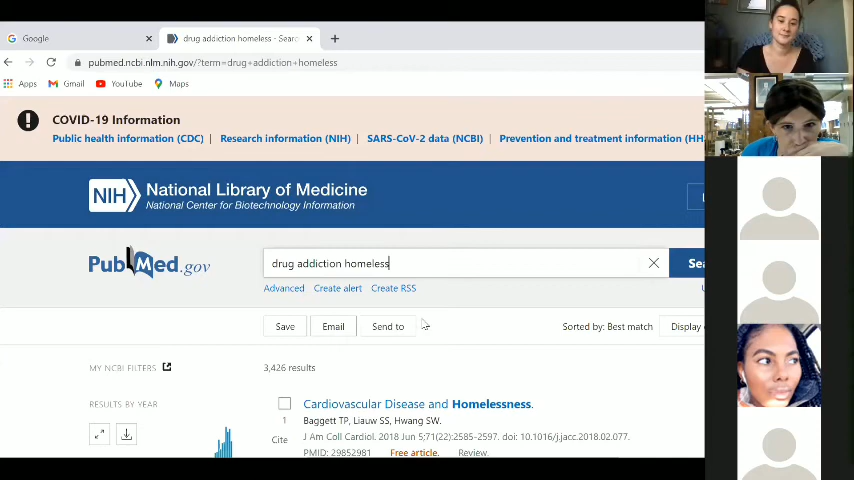 Google
drug addiction homeless - Sear
pubmed.ncbi.nlm.nih.gov/?term=drug+addiction+homeless
Apps
Gmail
YouTube
Maps
COVID-19 Information
Public health information (CDC) | Research information (NIH) | SARS-CoV-2 data (NCBI) | Prevention and treatment information (HH
NIH National Library of Medicine
National Center for Biotechnology Information
PubMed.gov
drug addiction homeless
Sea
Advanced
Create alert
Create RSS
Save
Email
Send to
Sorted by: Best match
Display
MY NCBI FILTERS
3,426 results
RESULTS BY YEAR
Cardiovascular Disease and Homelessness.
1
Baggett TP, Liauw SS, Hwang SW.
Cite
J Am Coll Cardiol. 2018 Jun 5;71(22):2585-2597. doi: 10.1016/j.jacc.2018.02.077.
PMID: 29852981
Free article.
Review.